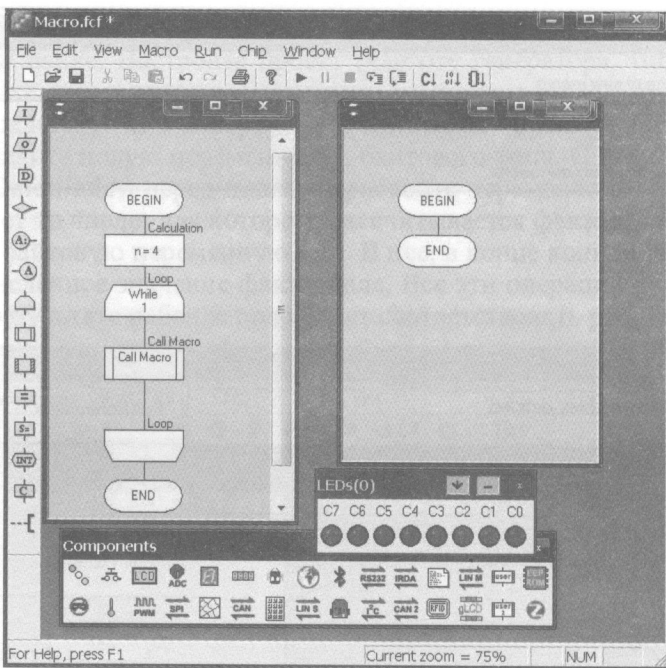 Macro.fcf *
File Edit View Macro Run Chip Window Help
BEGIN
Calculation
n=4
Loop
While
1
Call Macro
Call Macro
Loop
END
BEGIN
END
LEDs(0)
C7 C6 C5 C4 C3 C2 C1 C0
Components
LCD ADC RS232 IRDA LIN M user
PWM SPI CAN LIN S I²C CAN 2 RFID gLCD user
For Help, press F1
Current zoom = 75%
NUM